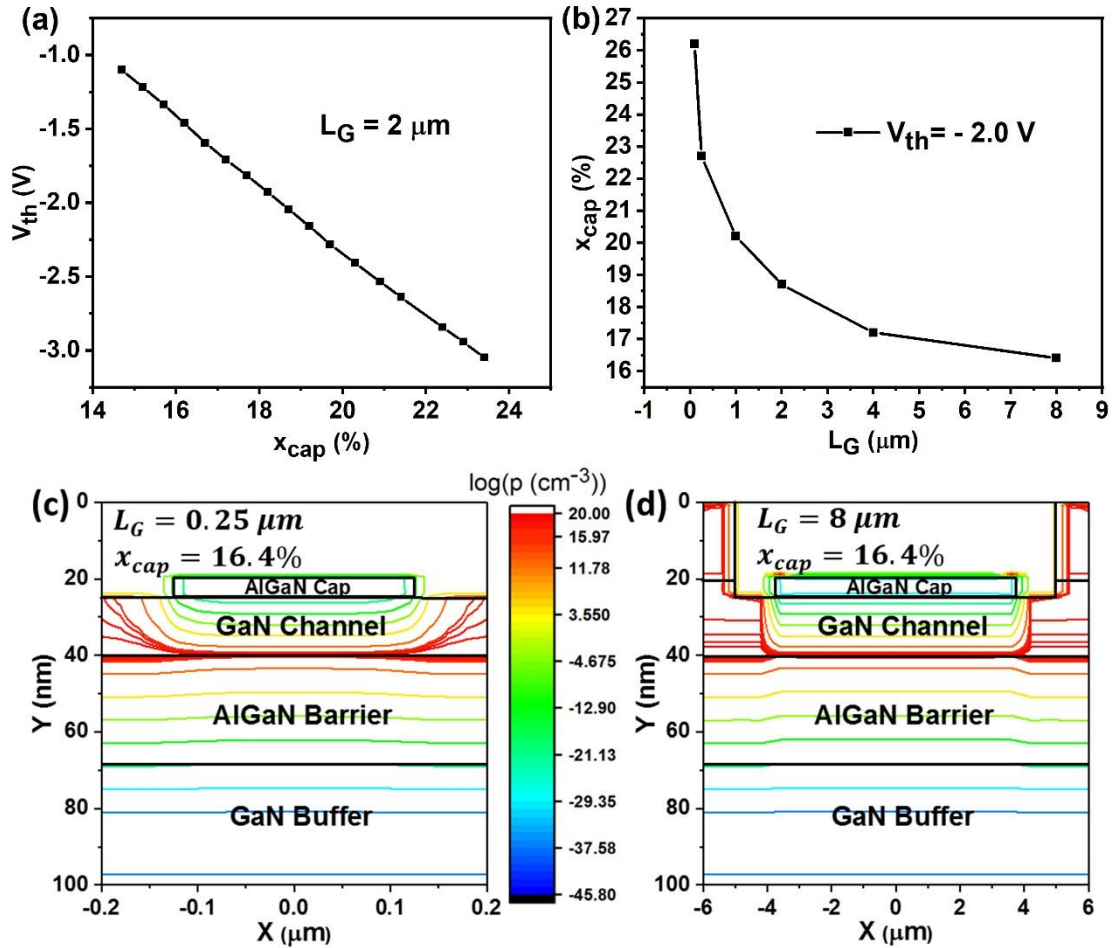 (a)
-1.0
-1.5
-2.0
-2.5
-3.0
V_th (V)
L_G = 2 μm
14 16 18 20 22 24
x_cap (%)
(b)
27
26
25
24
23
22
21
20
19
18
17
16
x_cap (%)
V_th= - 2.0 V
-1 0 1 2 3 4 5 6 7 8 9
L_G (μm)
(c)
L_G = 0.25 μm
x_cap = 16.4%
AlGaN Cap
GaN Channel
AlGaN Barrier
GaN Buffer
0
20
40
60
80
100
Y (nm)
-0.2 -0.1 0.0 0.1 0.2
X (μm)
log(p (cm⁻³))
20.00
15.97
11.78
3.550
-4.675
-12.90
-21.13
-29.35
-37.58
-45.80
(d)
L_G = 8 μm
x_cap = 16.4%
AlGaN Cap
GaN Channel
AlGaN Barrier
GaN Buffer
0
20
40
60
80
100
Y (nm)
-6 -4 -2 0 2 4 6
X (μm)